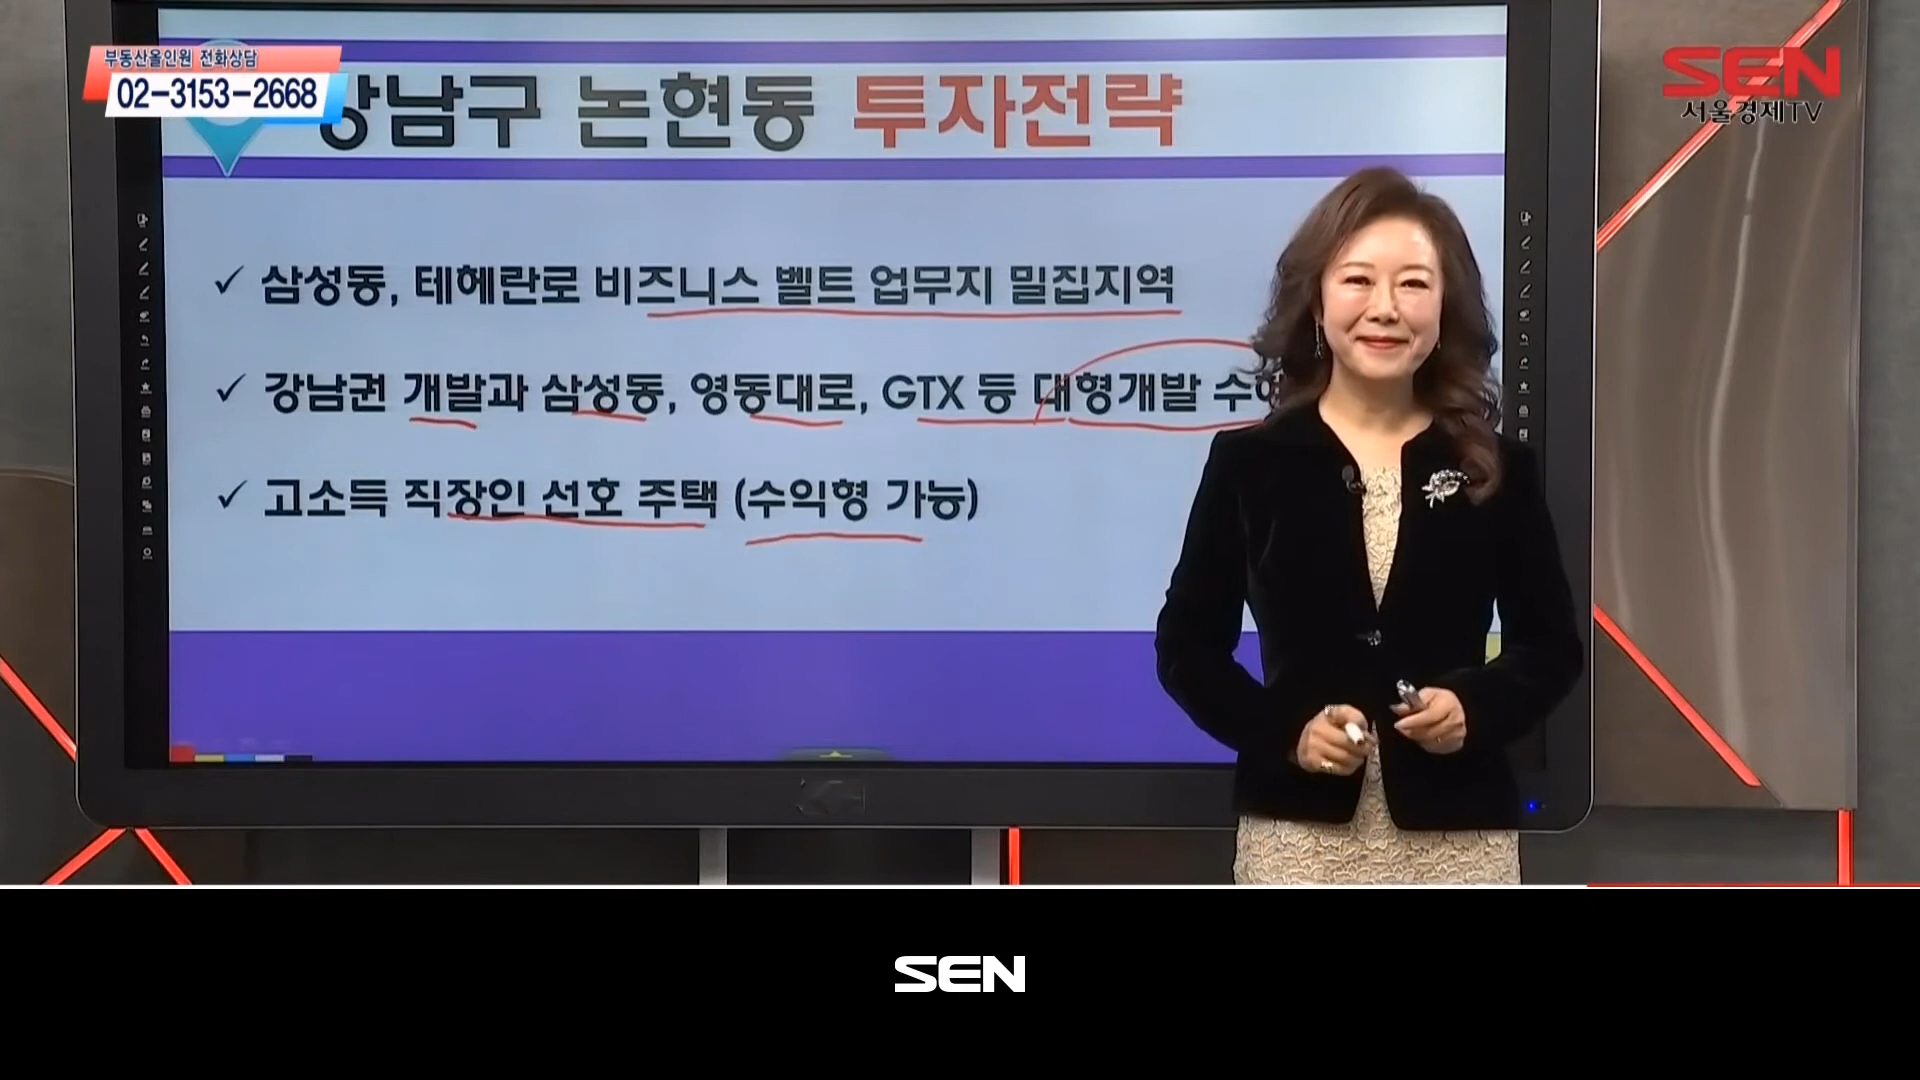 부동산올인원 전화상담
02-3153-2668
SEN
서울경제TV
강남구 논현동 투자전략
✓ 삼성동, 테헤란로 비즈니스 벨트 업무지 밀집지역
✓ 강남권 개발과 삼성동, 영동대로, GTX 등 대형개발
✓ 고소득 직장인 선호 주택 (수익형 가능)
SEN